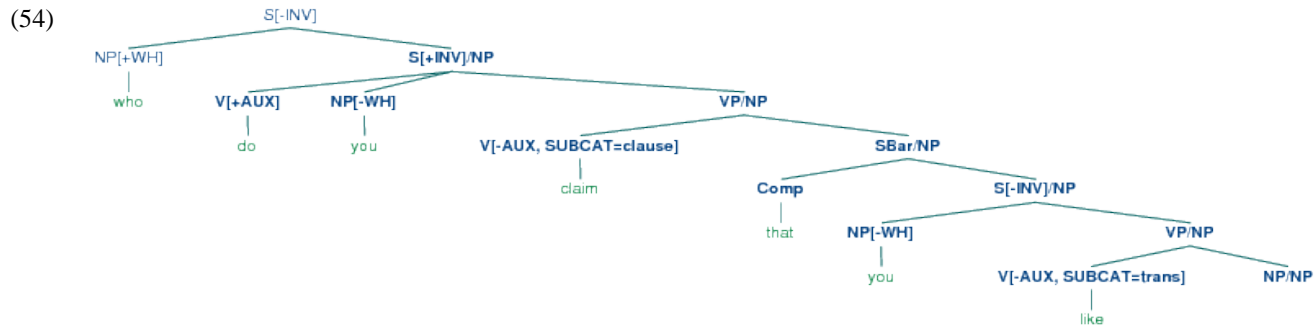 (54)
S[-INV]
NP[+WH] S[+INV]/NP
who V[+AUX] NP[-WH] VP/NP
do you V[-AUX, SUBCAT=clause] SBar/NP
claim Comp S[-INV]/NP
that NP[-WH] VP/NP
you V[-AUX, SUBCAT=trans] NP/NP
like